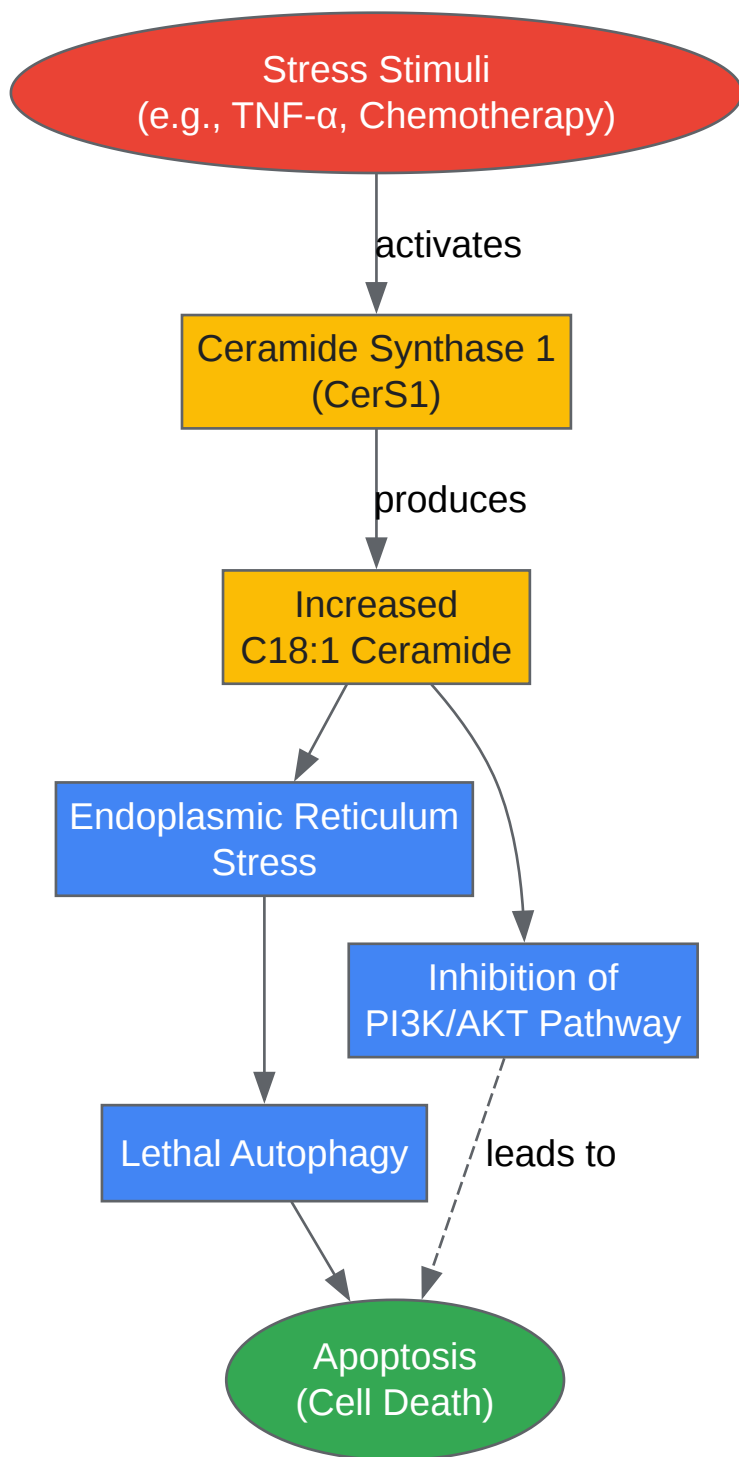 Stress Stimuli
(e.g., TNF-α, Chemotherapy)
activates
Ceramide Synthase 1
(CerS1)
produces
Increased
C18:1 Ceramide
Endoplasmic Reticulum
Stress
Inhibition of
PI3K/AKT Pathway
Lethal Autophagy
leads to
Apoptosis
(Cell Death)